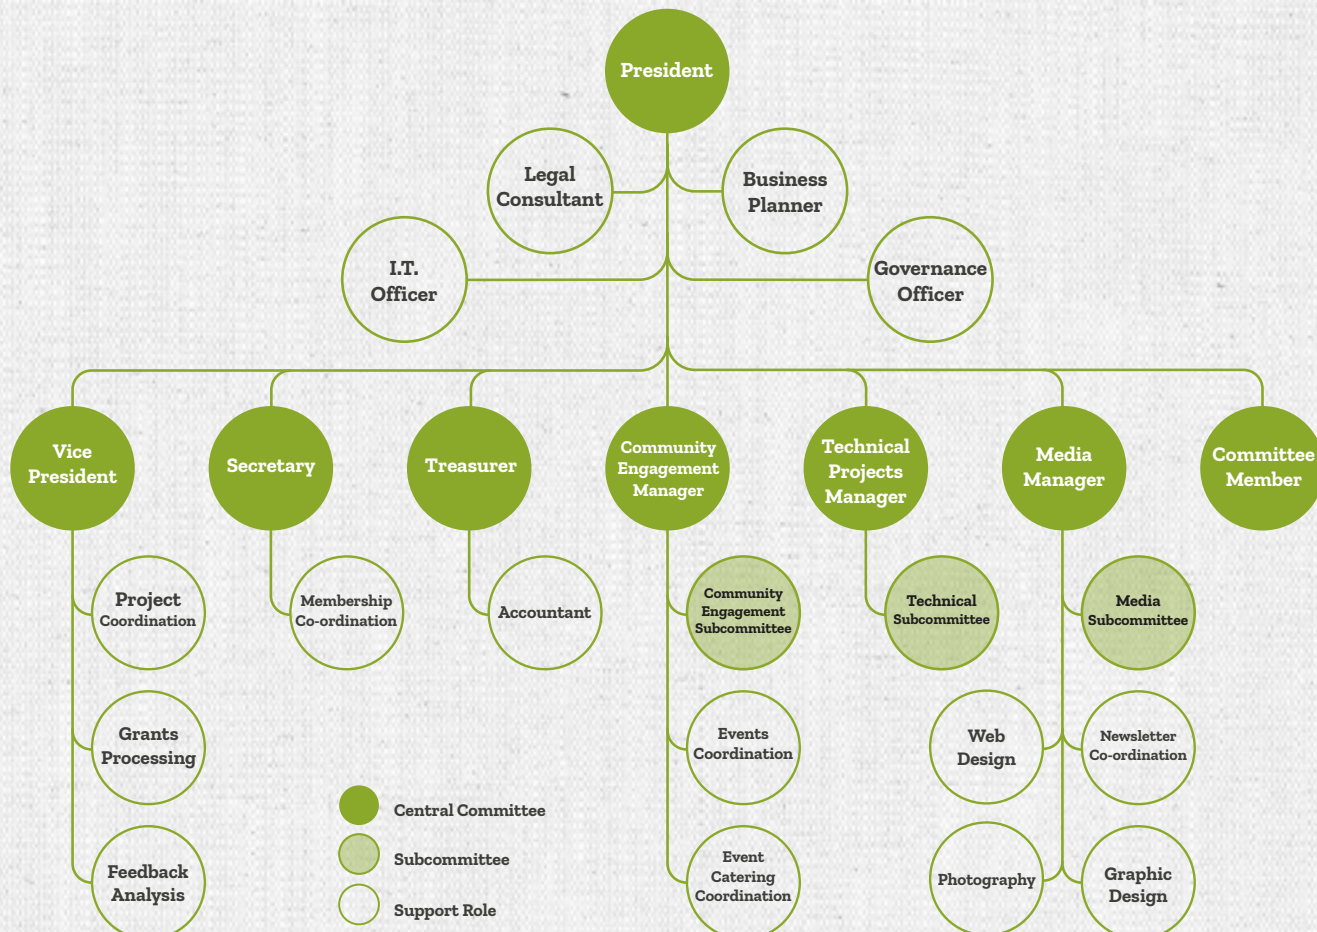 President
Legal
Consultant
Business
Planner
I.T.
Officer
Governance
Officer
Vice
President
Secretary
Treasurer
Community
Engagement
Manager
Technical
Projects
Manager
Media
Manager
Committee
Member
Project
Coordination
Membership
Co-ordination
Accountant
Community
Engagement
Subcommittee
Technical
Subcommittee
Media
Subcommittee
Grants
Processing
Events
Coordination
Web
Design
Newsletter
Co-ordination
Feedback
Analysis
Event
Catering
Coordination
Photography
Graphic
Design
Central Committee
Subcommittee
Support Role